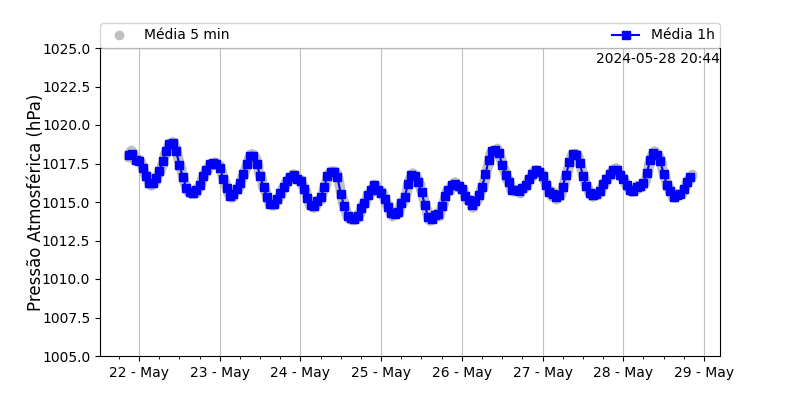 Média 5 min
Média 1h
2024-05-28 20:44
Pressão Atmosférica (hPa)
1025.0
1022.5
1020.0
1017.5
1015.0
1012.5
1010.0
1007.5
1005.0
22 - May 23 - May 24 - May 25 - May 26 - May 27 - May 28 - May 29 - May